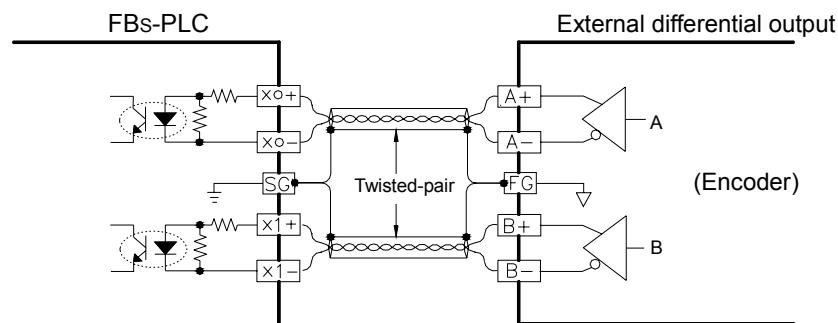 FBs-PLC
External differential output
X0+
A+
A
X0-
A-
SG
Twisted-pair
FG
(Encoder)
X1+
B+
B
X1-
B-